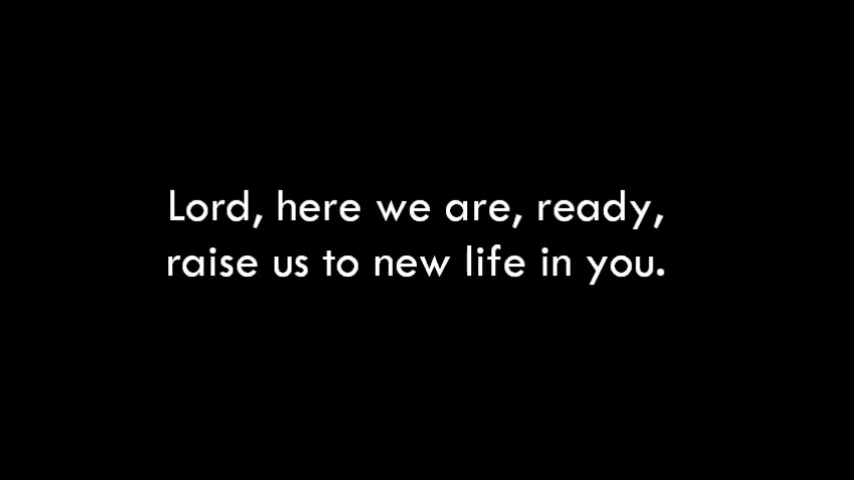 Lord, here we are, ready,
raise us to new life in you.